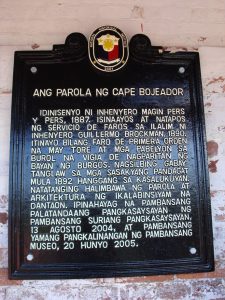 ANG PAROLA NG CAPE BOJEADOR
IDINISENYO NI INHENYERO MAGIN PERS
Y PERS, 1887. ISINAAYOS AT NATAPOS
NG SERVICIO DE FAROS SA ILALIM NI
INHENYERO GUILLERMO BROCKMAN, 1890.
ITINAYO BILANG FARO DE PRIMERA ORDEN
NA MAY TORE AT MGA PABELYON SA
BUROL NA VIGIA DE NAGPARTIAN NG
BAYAN NG BURGOS. NAGSILBING GABAY
TANGLAW SA MGA SASAKYANG PANDAGAT
MULA 1892 HANGGANG SA KASALUKUYAN.
NATATANGING HALIMBAWA NG PAROLA AT
ARKITEKTURA NG IKALABINSIYAM NA
DANTAON. IPINAHAYAG NA PAMBANSANG
PALATANDAANG PANGKASAYSAYAN NG
PAMBANSANG SURIANG PANGKASAYSAYAN,
13 AGOSTO 2004, AT PAMBANSANG
YAMANG PANGKALINANGAN NG PAMBANSANG
MUSEO, 20 HUNYO 2005.